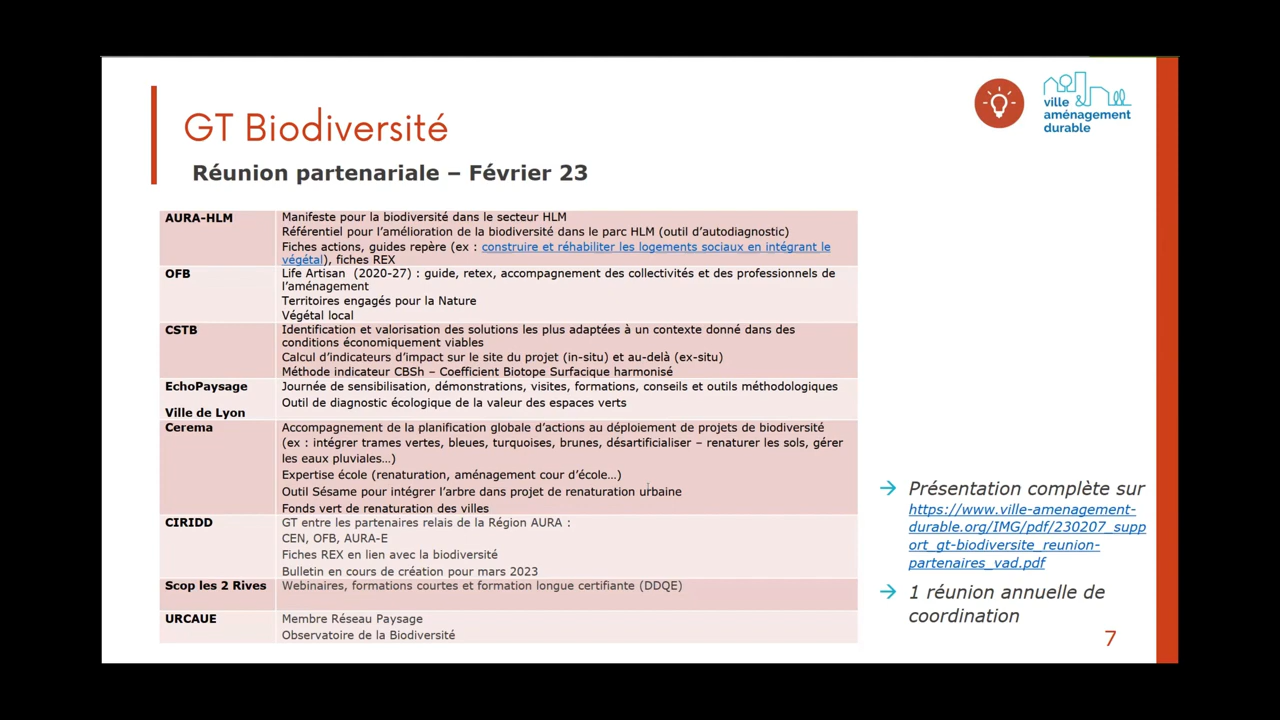 GT Biodiversité
Réunion partenariale – Février 23
ville
aménagement
durable
AURA-HLM
Manifeste pour la biodiversité dans le secteur HLM
Référentiel pour l’amélioration de la biodiversité dans le parc HLM (outil d’autodiagnostic)
Fiches actions, guides repère (ex : construire et réhabiliter les logements sociaux en intégrant le
végétal), fiches REX
OFB
Life Artisan (2020-27) : guide, retex, accompagnement des collectivités et des professionnels de
l’aménagement
Territoires engagés pour la Nature
Végétal local
CSTB
Identification et valorisation des solutions les plus adaptées à un contexte donné dans des
conditions économiquement viables
Calcul d’indicateurs d’impact sur le site du projet (in-situ) et au-delà (ex-situ)
Méthode indicateur CBSh – Coefficient Biotope Surfacique harmonisé
EchoPaysage
Ville de Lyon
Journée de sensibilisation, démonstrations, visites, formations, conseils et outils méthodologiques
Outil de diagnostic écologique de la valeur des espaces verts
Cerema
Accompagnement de la planification globale d’actions au déploiement de projets de biodiversité
(ex : intégrer trames vertes, bleues, turquoises, brunes, désartificialiser – renaturer les sols, gérer
les eaux pluviales…)
Expertise école (renaturation, aménagement cour d’école…)
Outil Sésame pour intégrer l’arbre dans projet de renaturation urbaine
Fonds vert de renaturation des villes
CIRIDD
GT entre les partenaires relais de la Région AURA :
CEN, OFB, AURA-E
Fiches REX en lien avec la biodiversité
Bulletin en cours de création pour mars 2023
Scop les 2 Rives
Webinaires, formations courtes et formation longue certifiante (DDQE)
URCAUE
Membre Réseau Paysage
Observatoire de la Biodiversité
→ Présentation complète sur
https://www.ville-amenagement-
durable.org/IMG/pdf/230207_supp
ort_gt-biodiversite_reunion-
partenaires_vad.pdf
→ 1 réunion annuelle de
coordination
7